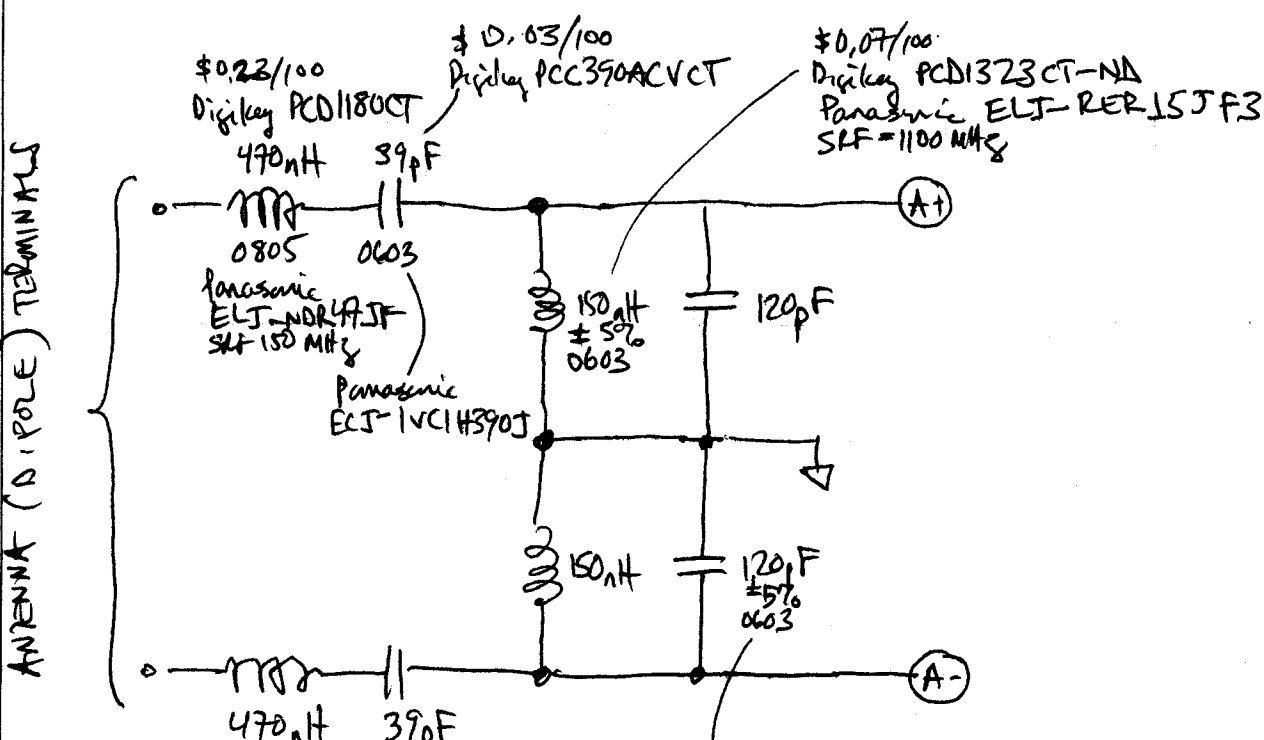 $0.03/100
Digikey PCC390ACVCT
$0.23/100
Digikey PCD1180CT
470nH
39pF
$0.07/100
Digikey PCD1323CT-ND
Panasonic ELJ-RER15JF3
SRF = 1100 MHz
ANTENNA (DIPOLE) TERMINALS
A+
0805
0603
Panasonic
ELJ-NDR47JF
SRF 150 MHz
Panasonic
ECJ-1VC1H390J
150nH
± 5%
0603
120pF
150nH
120pF
±5%
0603
A-
470nH
39pF